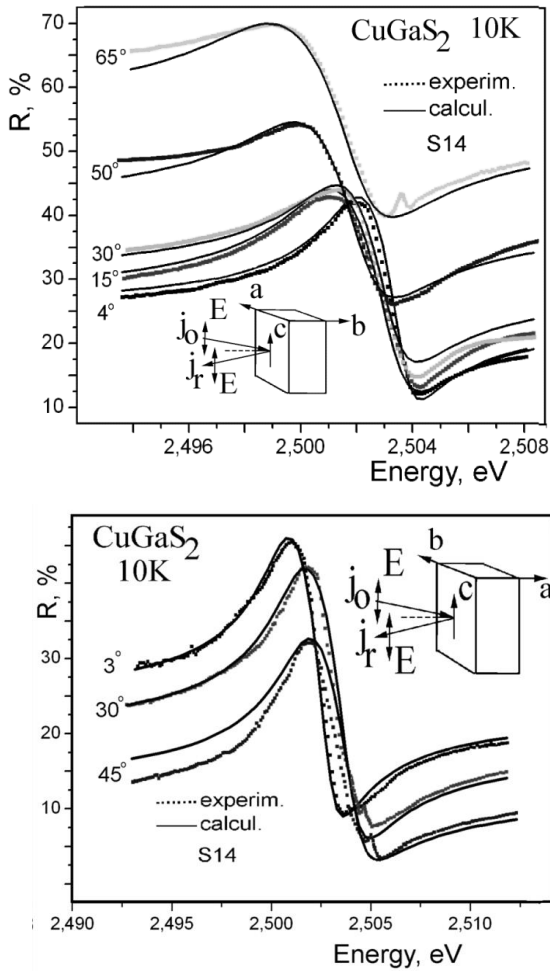 CuGaS2 10K
experim.
calcul.
S14
R, %
70
60
50
40
30
20
10
65°
50°
30°
15°
4°
a
b
c
E
jo
jr
E
2,496
2,500
2,504
2,508
Energy, eV
CuGaS2
10K
R, %
50
30
20
10
3°
30°
45°
b
a
c
E
jo
jr
E
experim.
calcul.
S14
2,490
2,495
2,500
2,505
2,510
Energy, eV